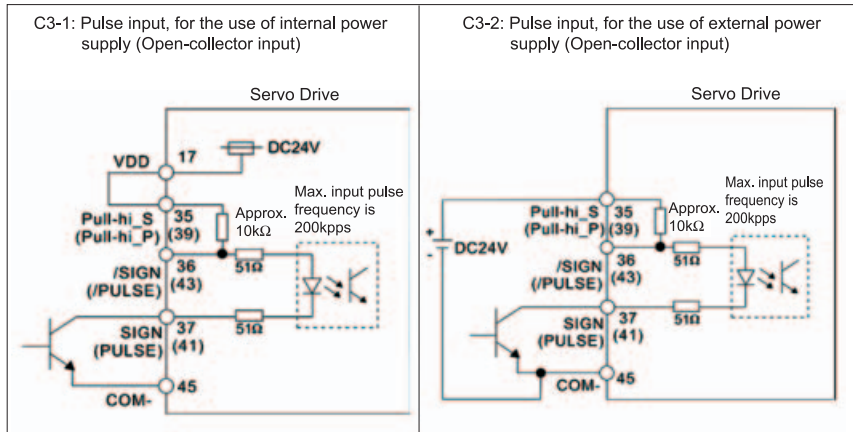 C3-1: Pulse input, for the use of internal power
supply (Open-collector input)
Servo Drive
VDD
17
DC24V
Pull-hi_S
(Pull-hi_P)
35
(39)
Approx.
10kΩ
Max. input pulse
frequency is
200kpps
/SIGN
(/PULSE)
36
(43)
51Ω
SIGN
(PULSE)
37
(41)
51Ω
COM-
45
C3-2: Pulse input, for the use of external power
supply (Open-collector input)
Servo Drive
Pull-hi_S
(Pull-hi_P)
35
(39)
Approx.
10kΩ
Max. input pulse
frequency is
200kpps
+
DC24V
-
/SIGN
(/PULSE)
36
(43)
51Ω
SIGN
(PULSE)
37
(41)
51Ω
COM-
45